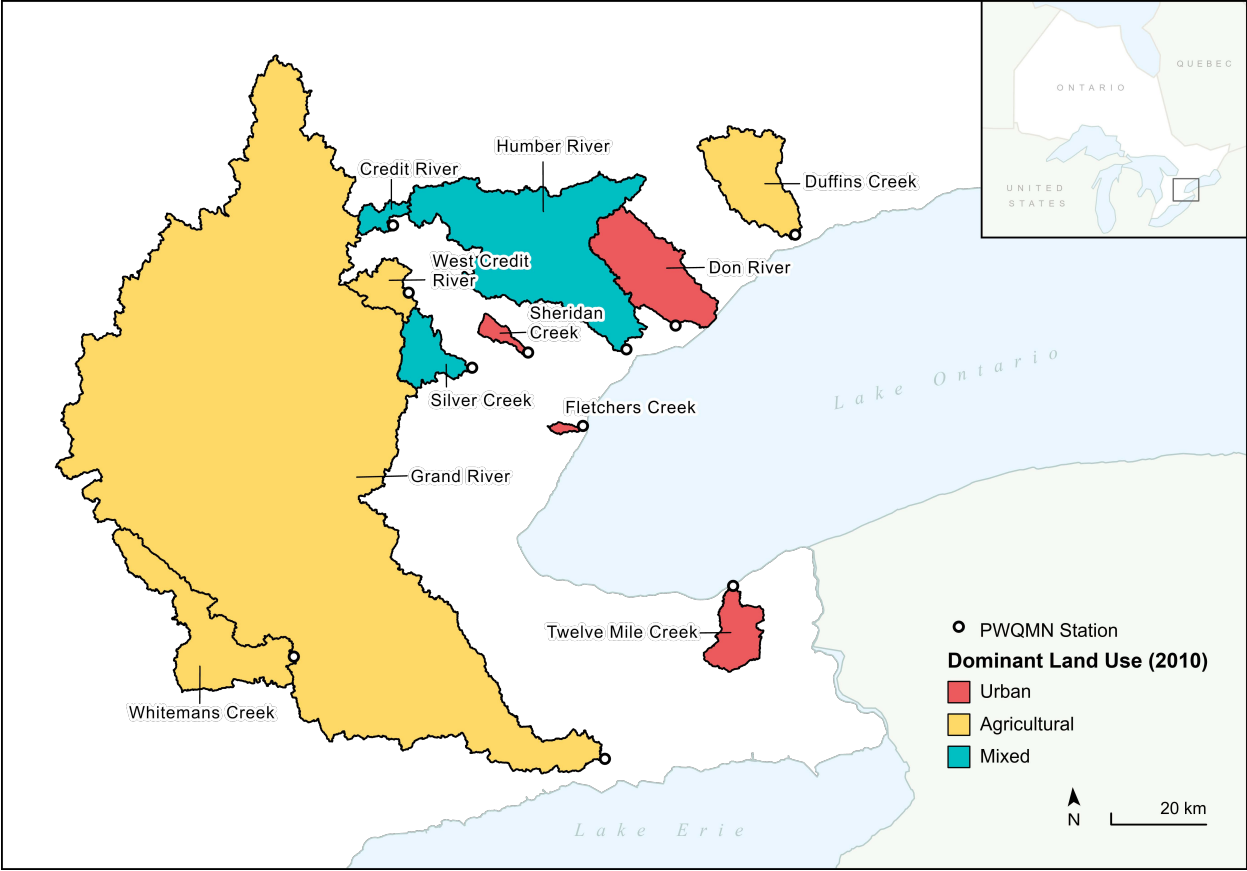 QUEBEC
ONTARIO
UNITED
STATES
Humber River
Credit River
Duffins Creek
West Credit
River
Don River
Sheridan
Creek
Lake Ontario
Silver Creek
Fletchers Creek
Grand River
Twelve Mile Creek
Whitemans Creek
Lake Erie
PWQMN Station
Dominant Land Use (2010)
Urban
Agricultural
Mixed
N
20 km